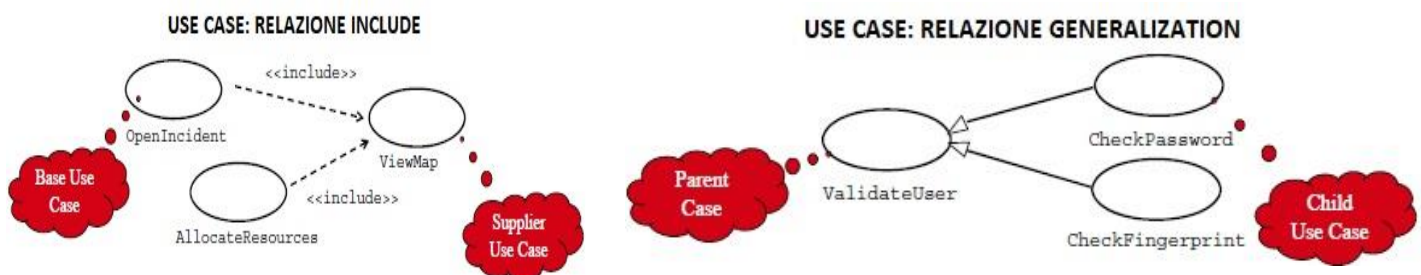 USE CASE: RELAZIONE INCLUDE
<<include>>
OpenIncident
ViewMap
Base Use
Case
<<include>>
AllocateResources
Supplier
Use Case
USE CASE: RELAZIONE GENERALIZATION
CheckPassword
Parent
Case
ValidateUser
Child
Use Case
CheckFingerprint